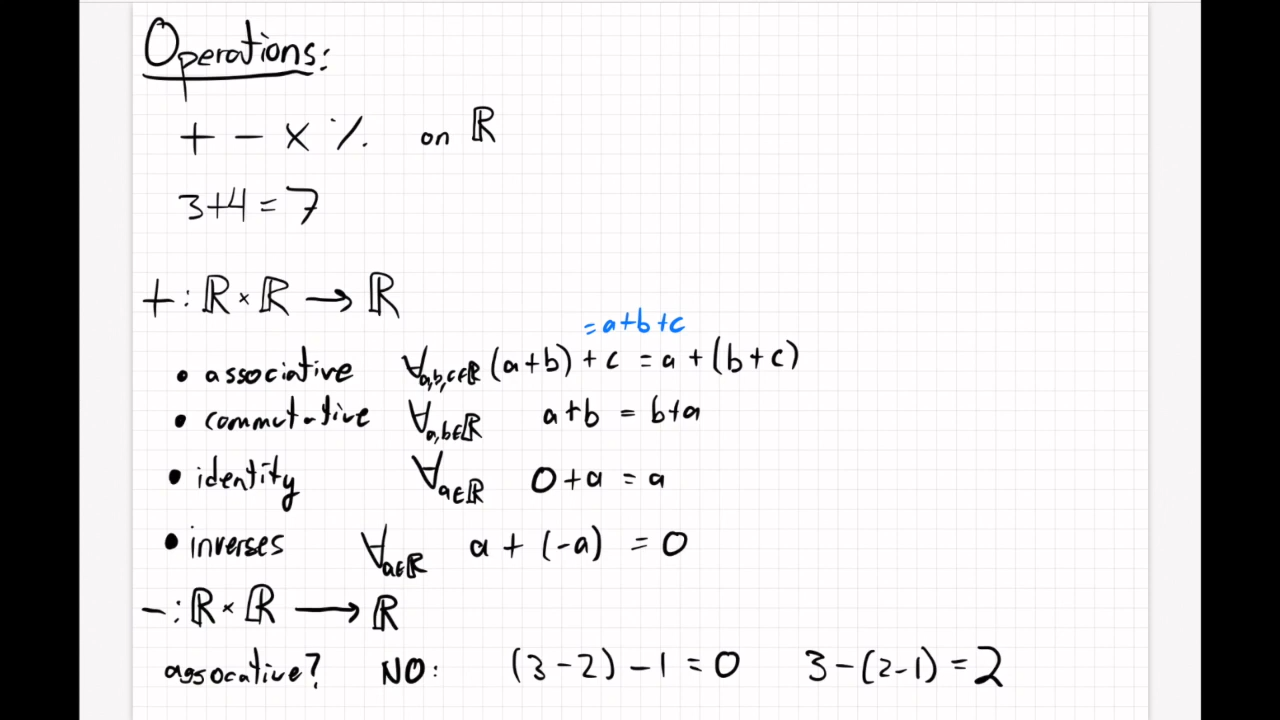 Operations:
+ − × ⁒ on ℝ
3+4=7
+ : ℝ × ℝ → ℝ
= a+b+c
• associative ∀a,b,c∈ℝ (a+b) + c = a + (b+c)
• commutative ∀a,b∈ℝ a+b = b+a
• identity ∀a∈ℝ 0+a = a
• inverses ∀a∈ℝ a + (-a) = 0
− : ℝ × ℝ → ℝ
assocative? NO: (3-2) - 1 = 0 3 - (2-1) = 2